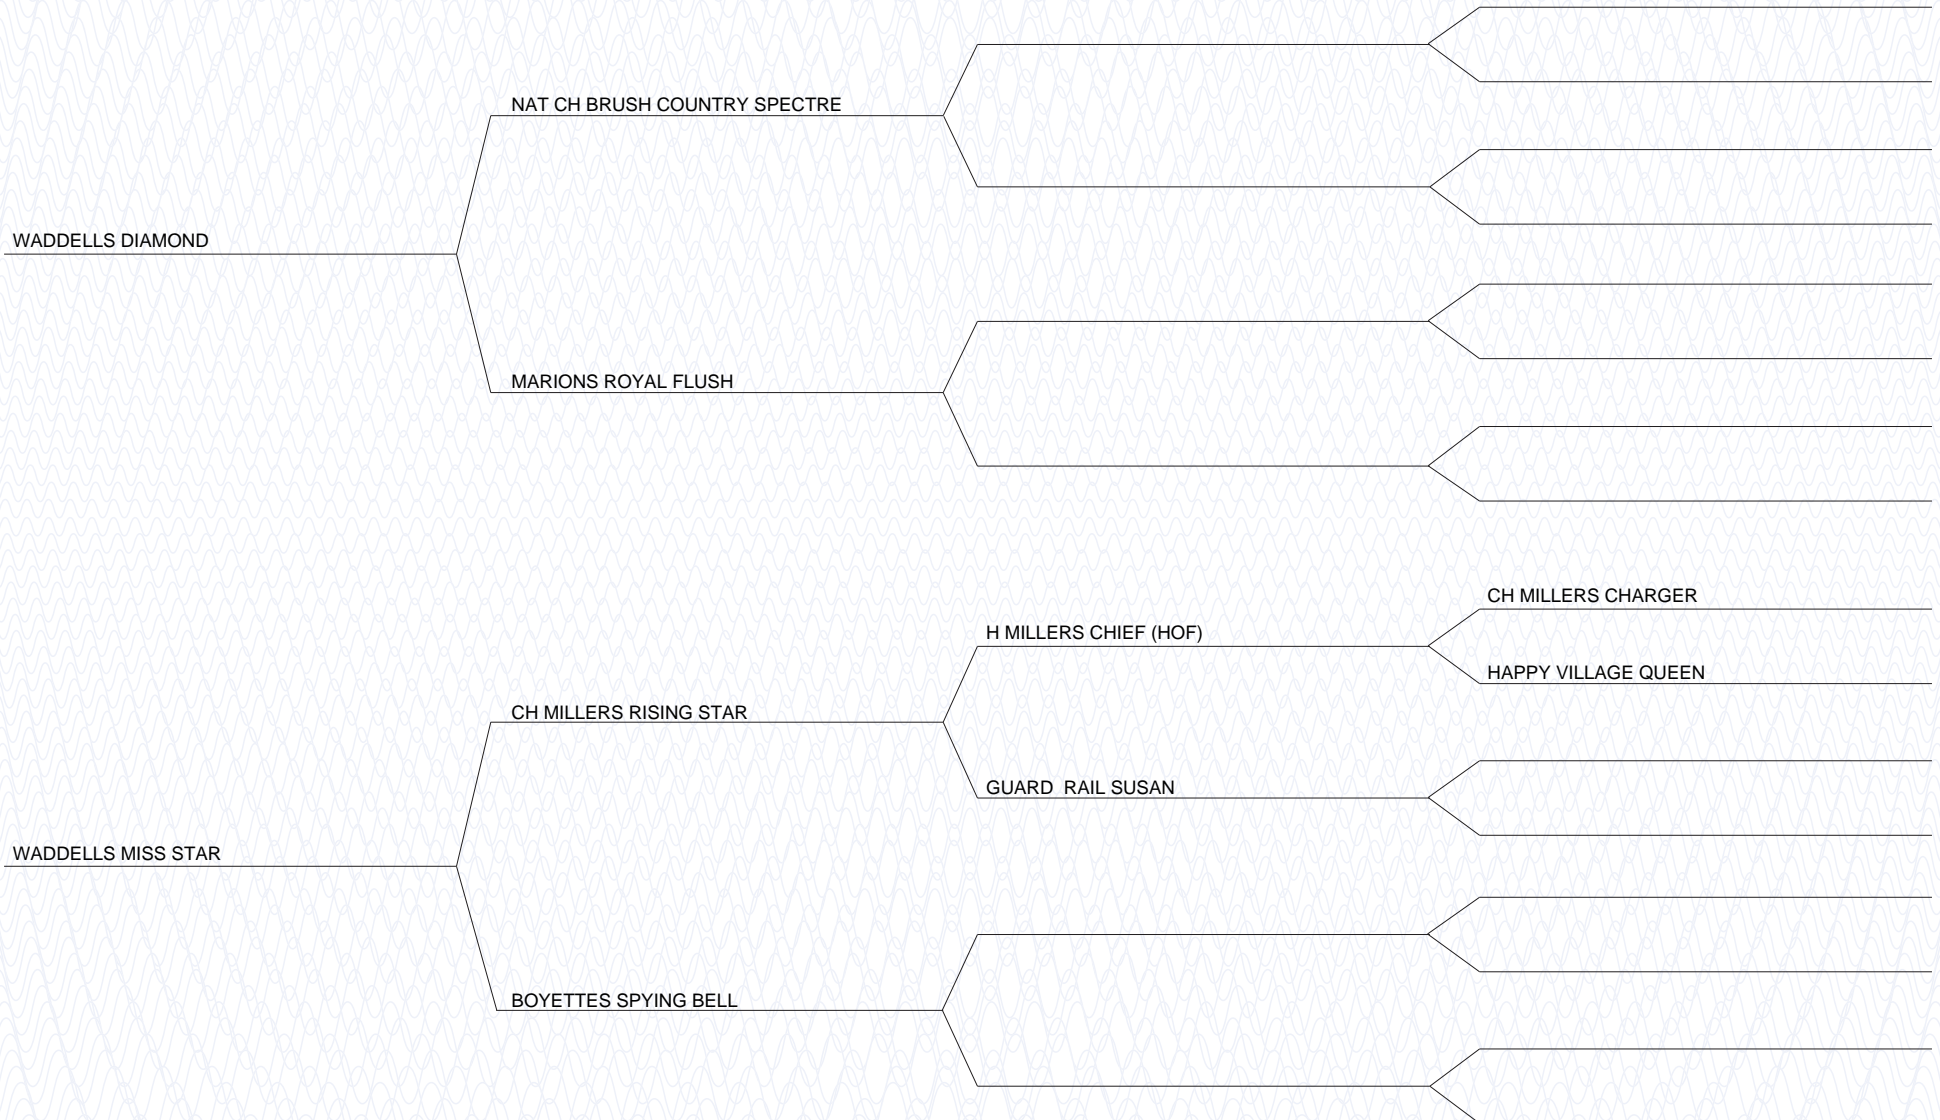 NAT CH BRUSH COUNTRY SPECTRE
WADDELLS DIAMOND
MARIONS ROYAL FLUSH
CH MILLERS CHARGER
H MILLERS CHIEF (HOF)
HAPPY VILLAGE QUEEN
CH MILLERS RISING STAR
GUARD  RAIL SUSAN
WADDELLS MISS STAR
BOYETTES SPYING BELL